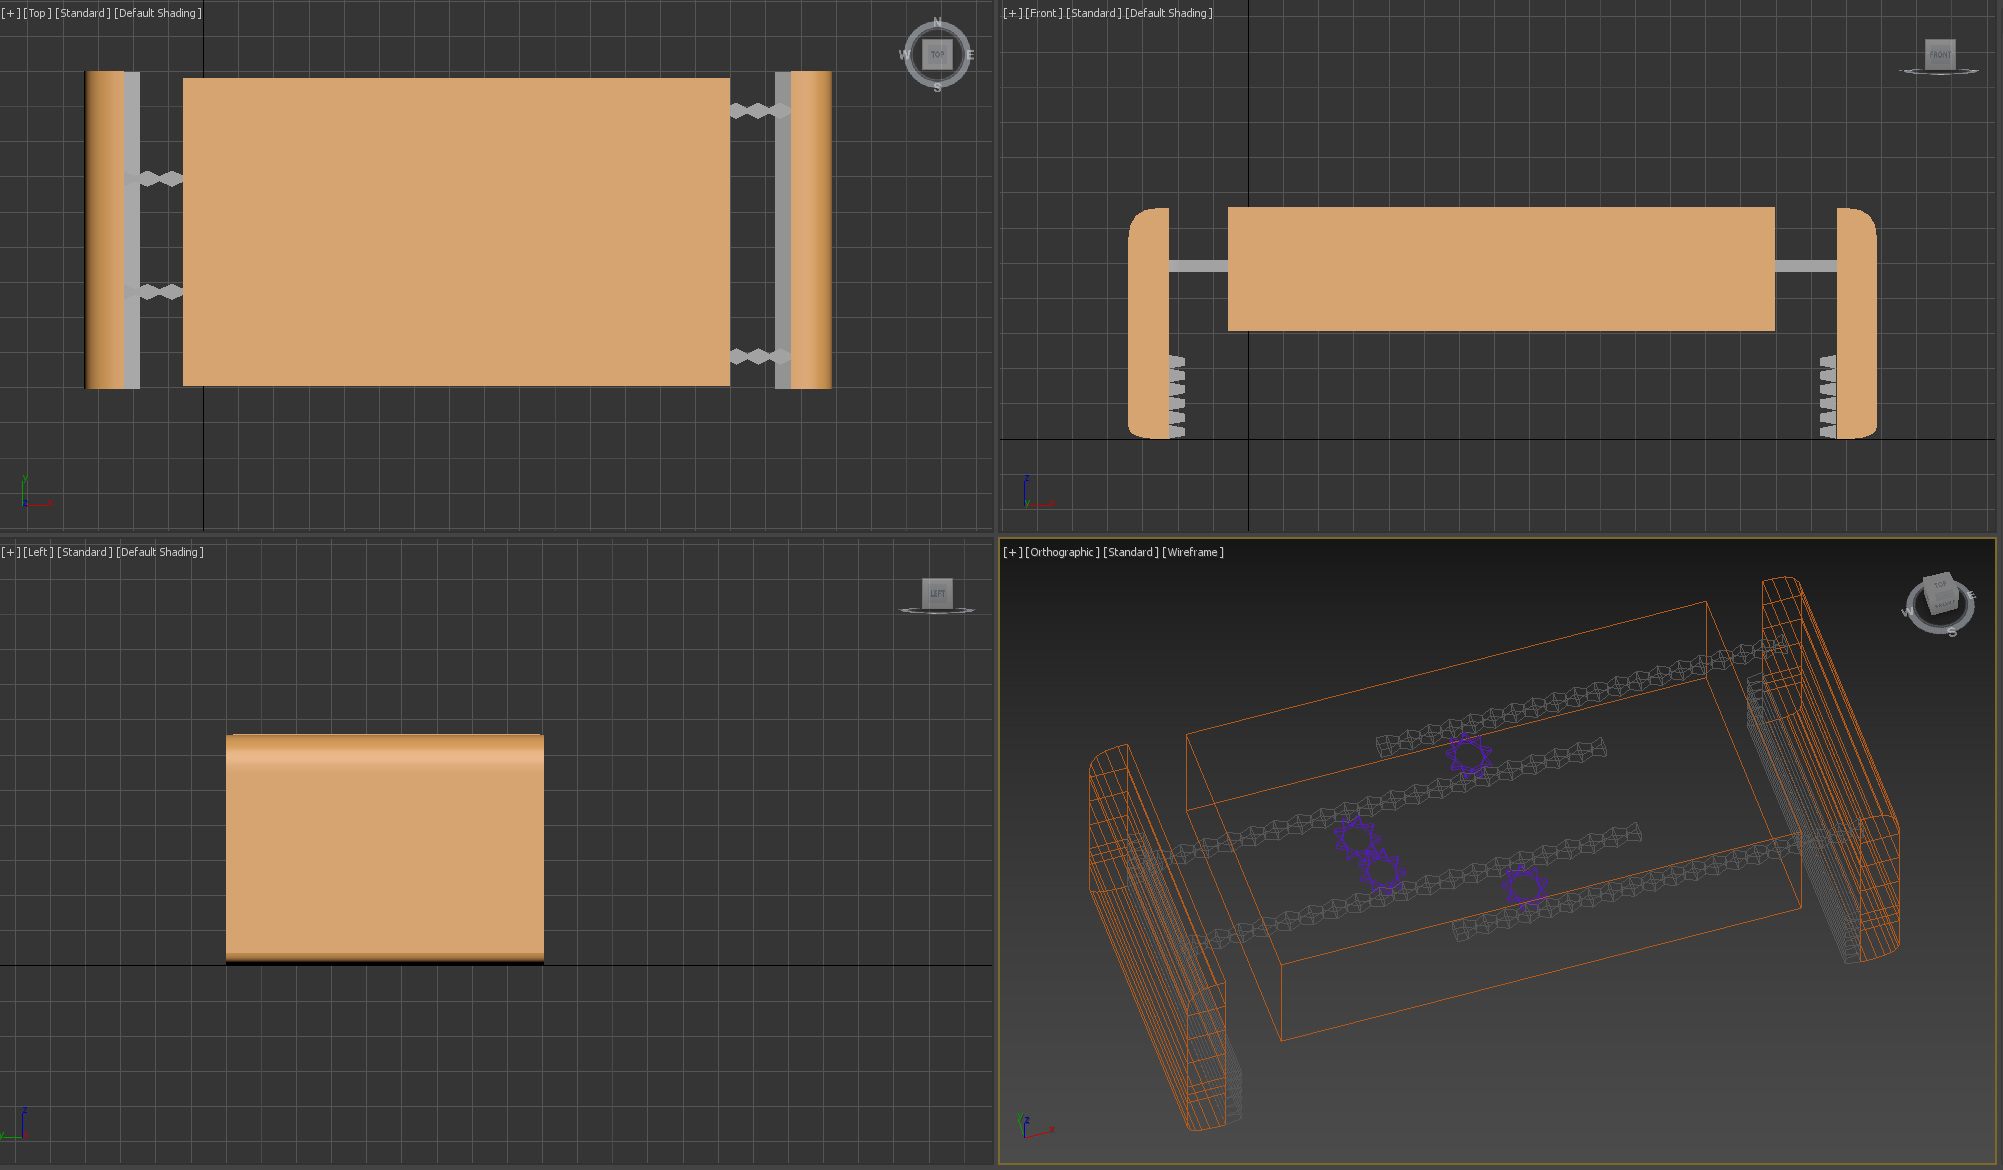 [+] [Top] [Standard] [Default Shading]
N
W TOP E
S
y
z x
[+] [Front] [Standard] [Default Shading]
FRONT
z
y x
[+] [Left] [Standard] [Default Shading]
LEFT
z
y
[+] [Orthographic] [Standard] [Wireframe]
TOP
W E
S
y z
x